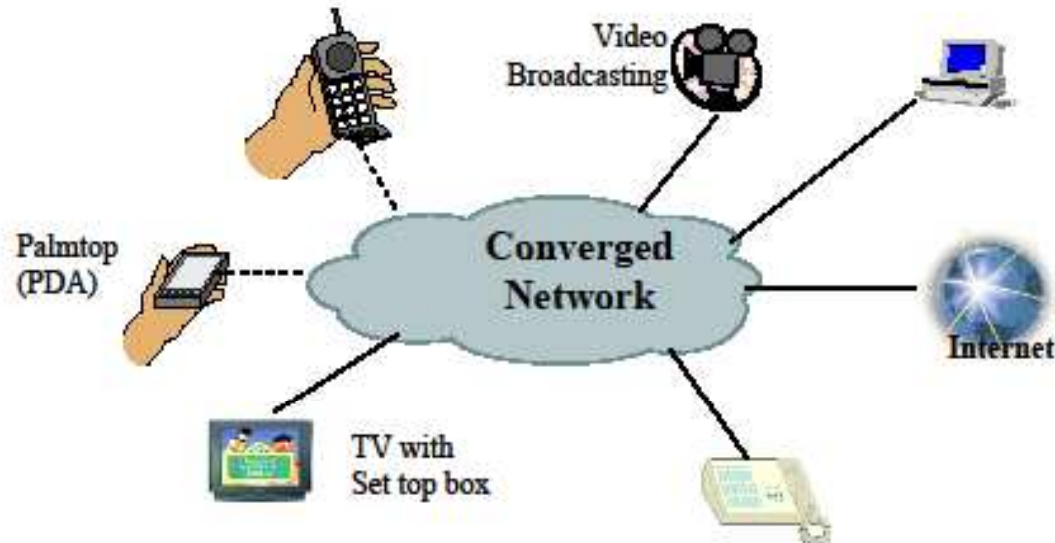 Video
Broadcasting
Palmtop
(PDA)
Converged
Network
Internet
TV with
Set top box